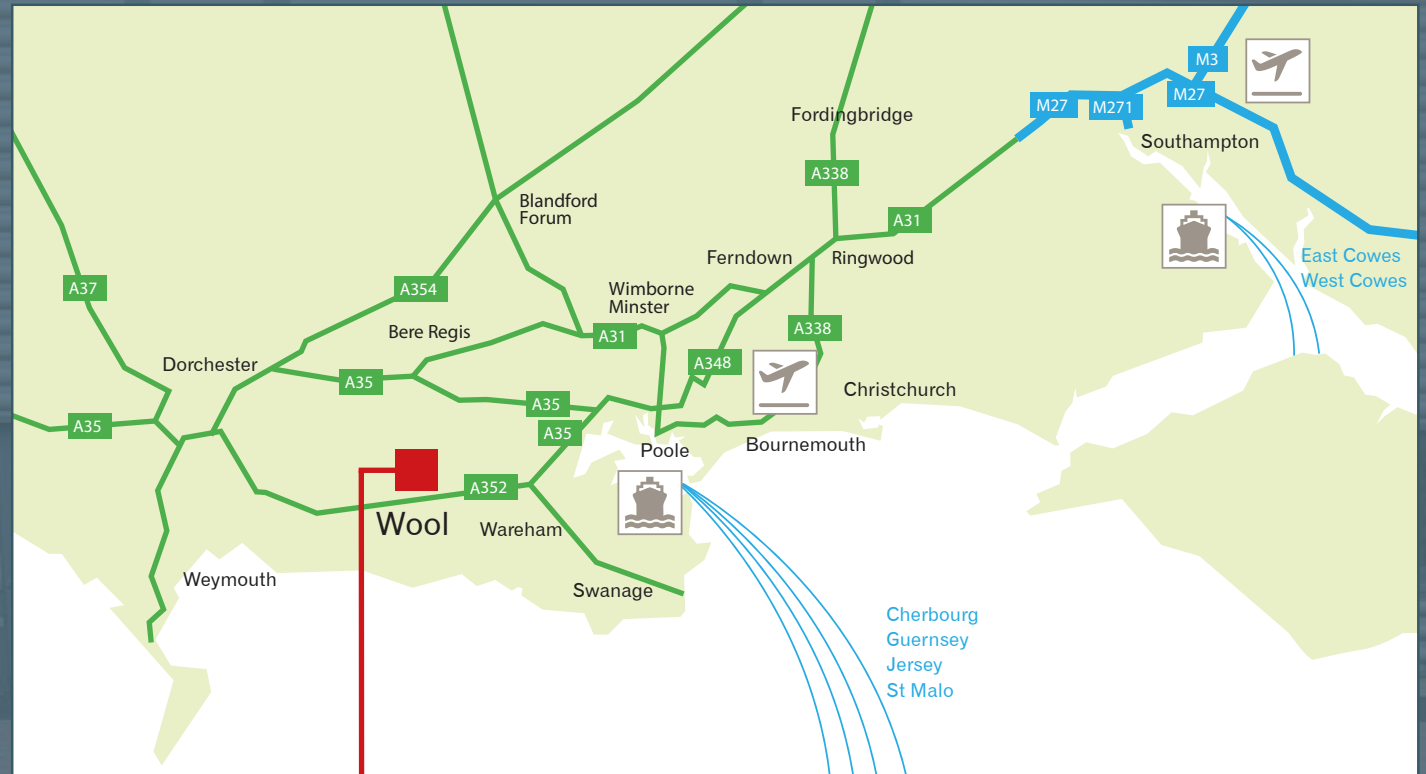 M3
M27
M271
M27
Fordingbridge
Southampton
A338
Blandford
Forum
A31
Ferndown
Ringwood
East Cowes
West Cowes
A37
A354
Wimborne
Minster
Bere Regis
A31
A338
Dorchester
A348
A35
Christchurch
A35
A35
A35
Poole
Bournemouth
A352
Wool
Wareham
Weymouth
Swanage
Cherbourg
Guernsey
Jersey
St Malo